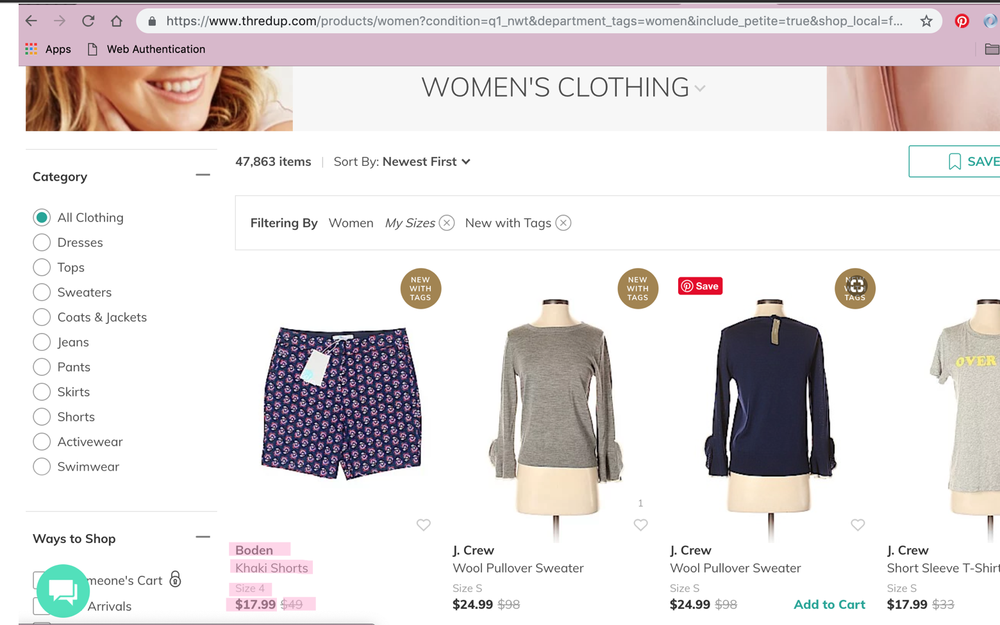 https://www.thredup.com/products/women?condition=q1_nwt&department_tags=women&include_petite=true&shop_local=f...
Apps
Web Authentication
WOMEN'S CLOTHING
47,863 items | Sort By: Newest First
SAVE
Category
All Clothing
Dresses
Tops
Sweaters
Coats & Jackets
Jeans
Pants
Skirts
Shorts
Activewear
Swimwear
Ways to Shop
meone's Cart
Arrivals
Filtering By Women My Sizes New with Tags
NEW
WITH
TAGS
Boden
Khaki Shorts
Size 4
$17.99 $49
NEW
WITH
TAGS
1
J. Crew
Wool Pullover Sweater
Size S
$24.99 $98
Save
TAGS
J. Crew
Wool Pullover Sweater
Size S
$24.99 $98
Add to Cart
OVER
J. Crew
Short Sleeve T-Shirt
Size S
$17.99 $33